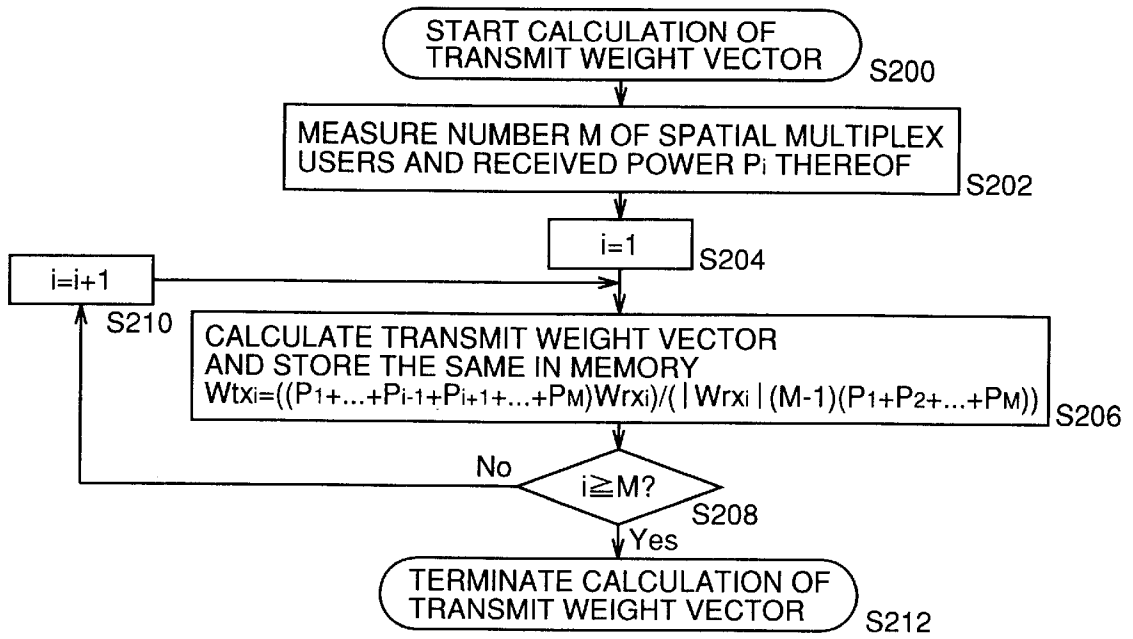 START CALCULATION OF
TRANSMIT WEIGHT VECTOR
S200
MEASURE NUMBER M OF SPATIAL MULTIPLEX
USERS AND RECEIVED POWER Pi THEREOF
S202
i=1
S204
i=i+1
S210
CALCULATE TRANSMIT WEIGHT VECTOR
AND STORE THE SAME IN MEMORY
Wtxi=((P1+...+Pi-1+Pi+1+...+PM)Wrxi)/(|Wrxi|(M-1)(P1+P2+...+PM))
S206
No
i≧M?
S208
Yes
TERMINATE CALCULATION OF
TRANSMIT WEIGHT VECTOR
S212